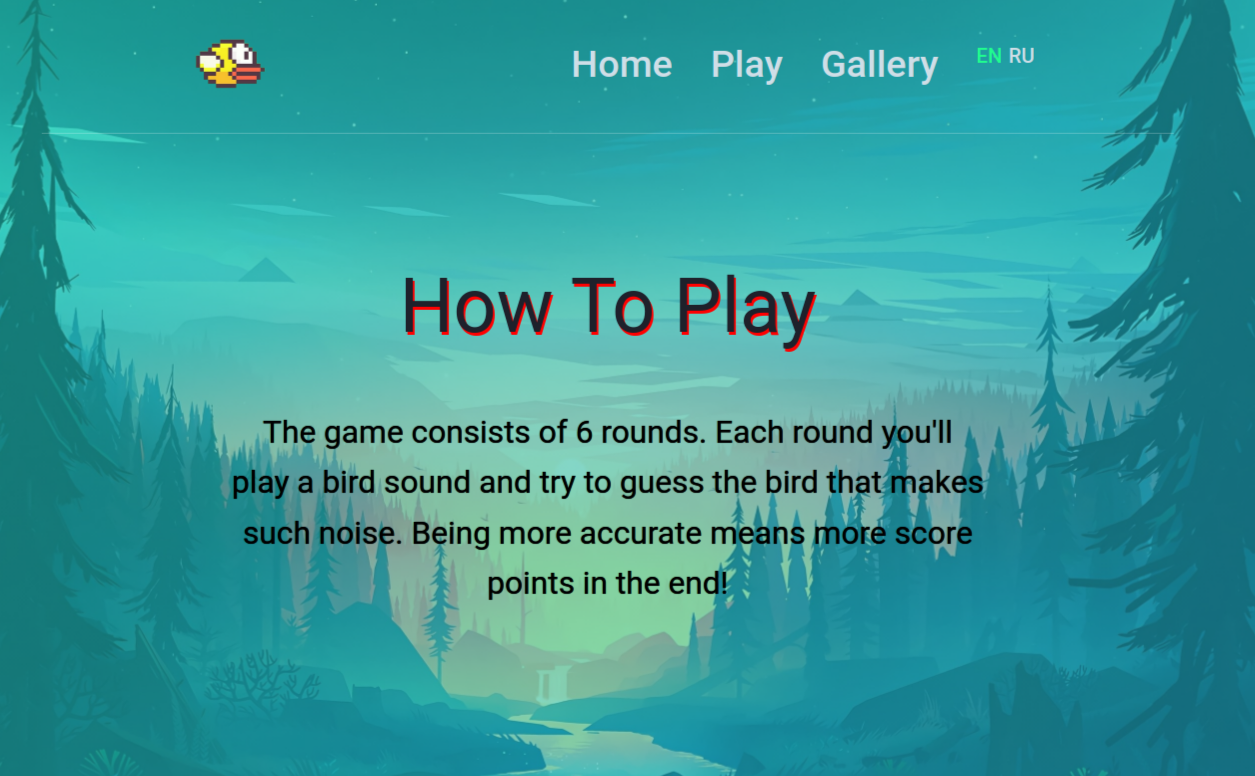 Home Play Gallery EN RU
How To Play
The game consists of 6 rounds. Each round you'll
play a bird sound and try to guess the bird that makes
such noise. Being more accurate means more score
points in the end!